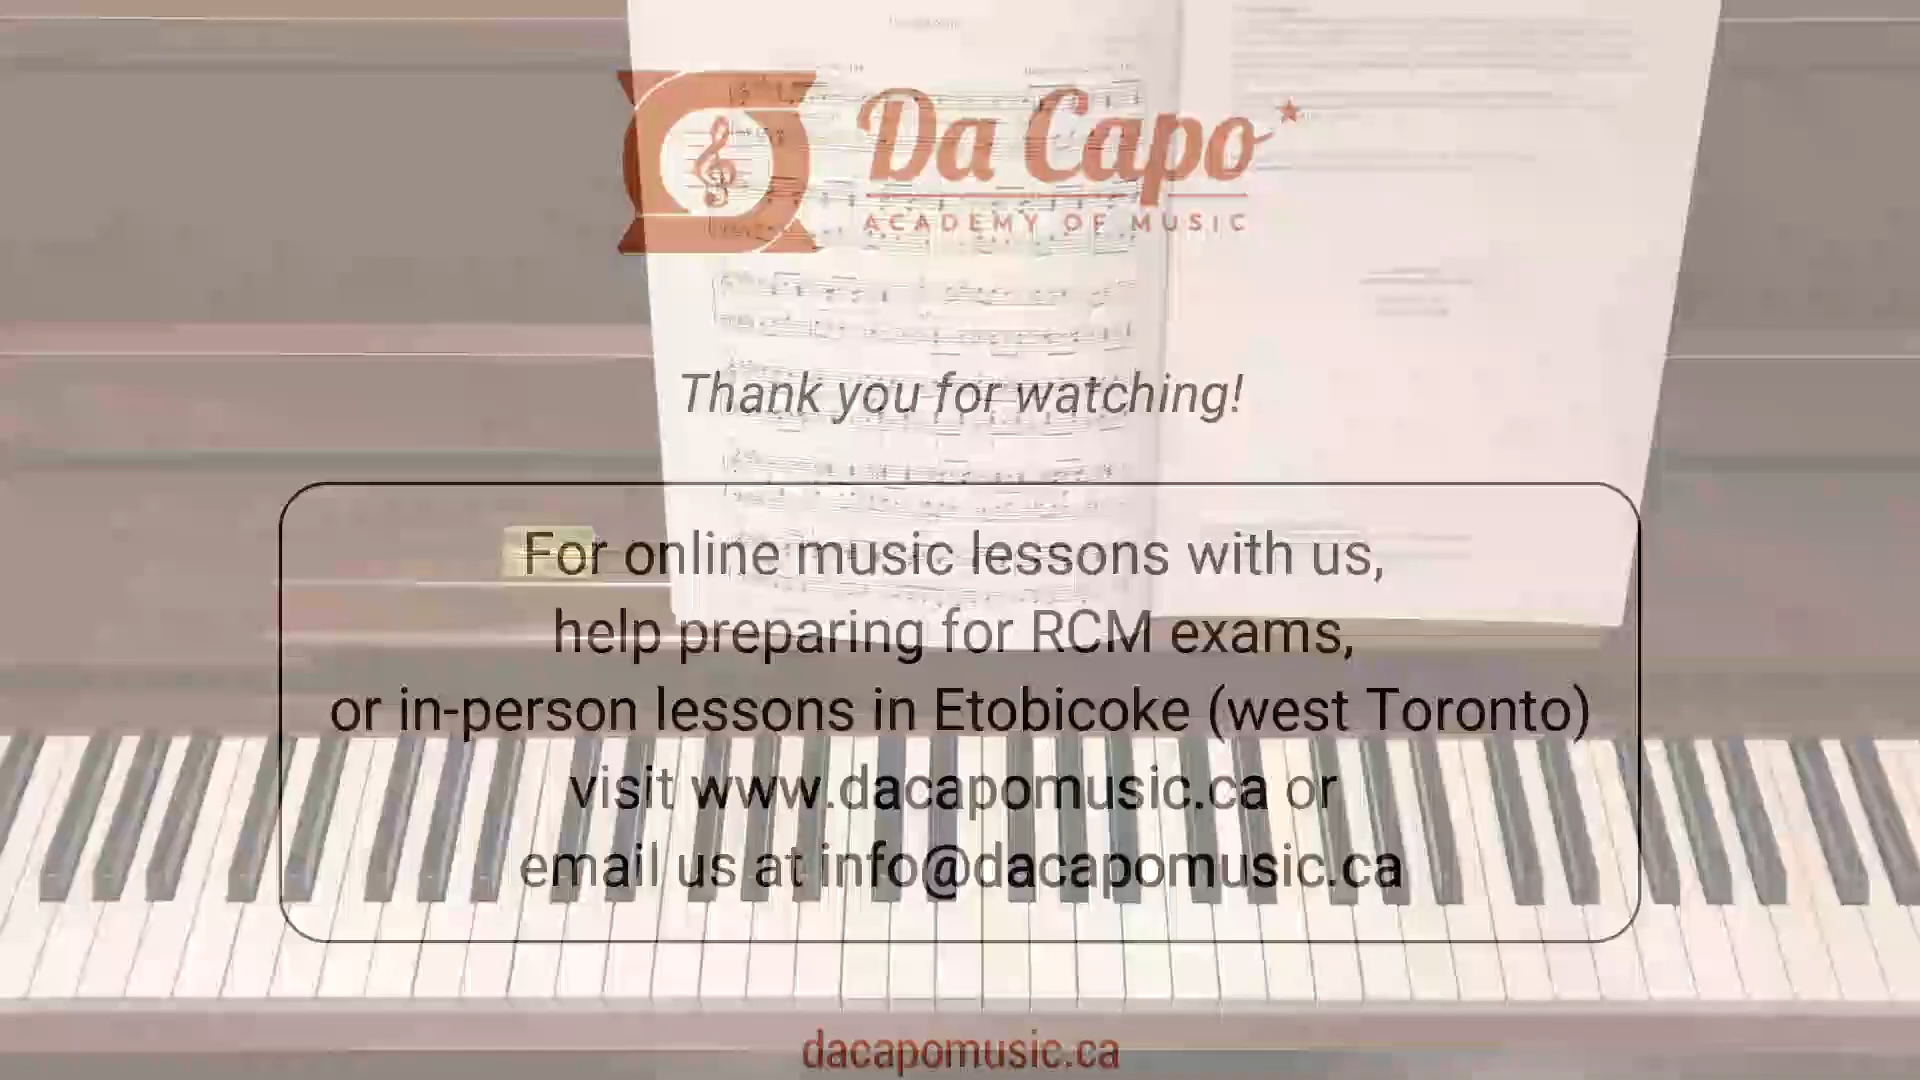 Da Capo
ACADEMY OF MUSIC
Thank you for watching!
For online music lessons with us,
help preparing for RCM exams,
or in-person lessons in Etobicoke (west Toronto)
visit www.dacapomusic.ca or
email us at info@dacapomusic.ca
dacapomusic.ca